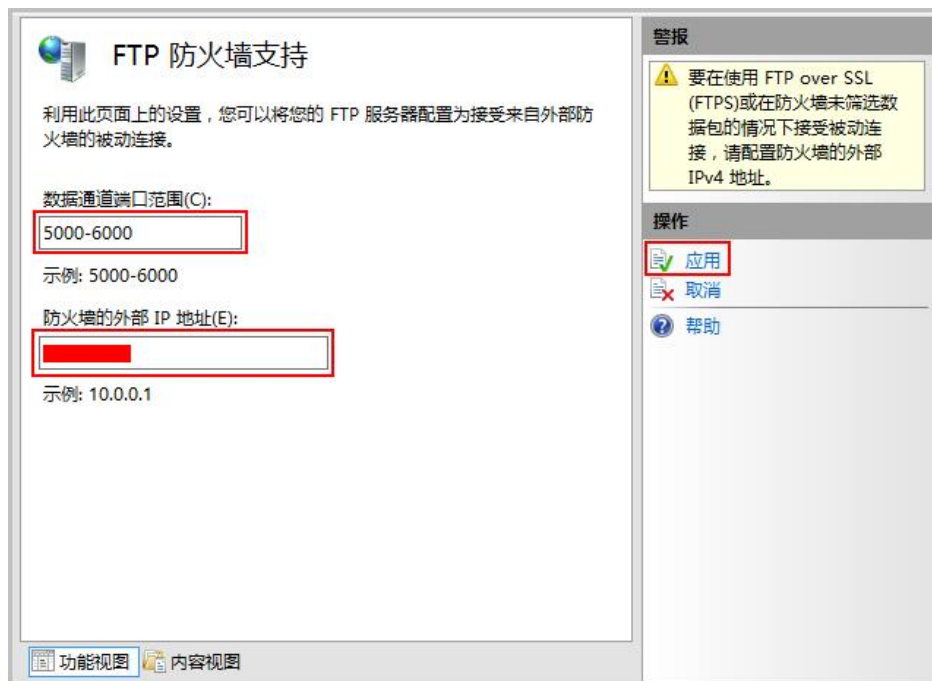 FTP 防火墙支持
利用此页面上的设置，您可以将您的 FTP 服务器配置为接受来自外部防
火墙的被动连接。
数据通道端口范围(C):
5000-6000
示例: 5000-6000
防火墙的外部 IP 地址(E):
示例: 10.0.0.1
功能视图
内容视图
警报
要在使用 FTP over SSL
(FTPS)或在防火墙未筛选数
据包的情况下接受被动连
接，请配置防火墙的外部
IPv4 地址。
操作
应用
取消
帮助